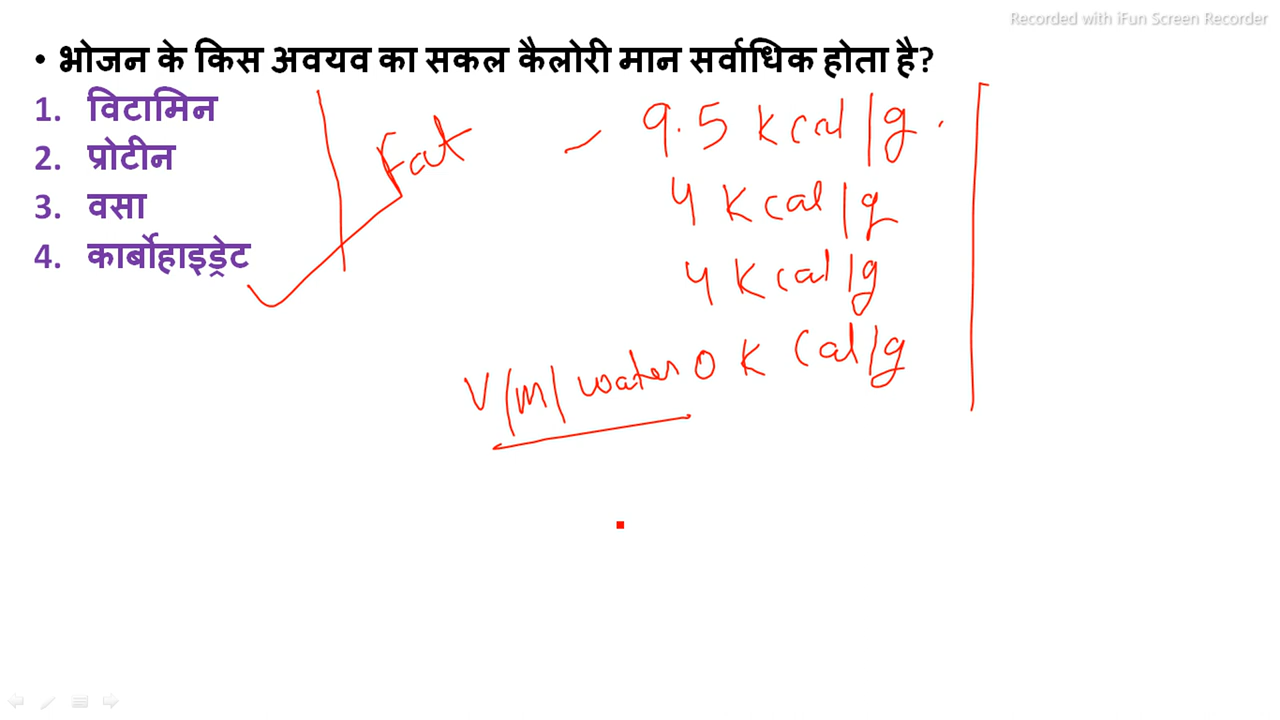 Recorded with iFun Screen Recorder
• भोजन के किस अवयव का सकल कैलोरी मान सर्वाधिक होता है?
1. विटामिन
2. प्रोटीन
3. वसा
4. कार्बोहाइड्रेट
Fat - 9.5 kcal/g.
4 kcal/g
4 kcal/g
V/m/water 0 k cal/g